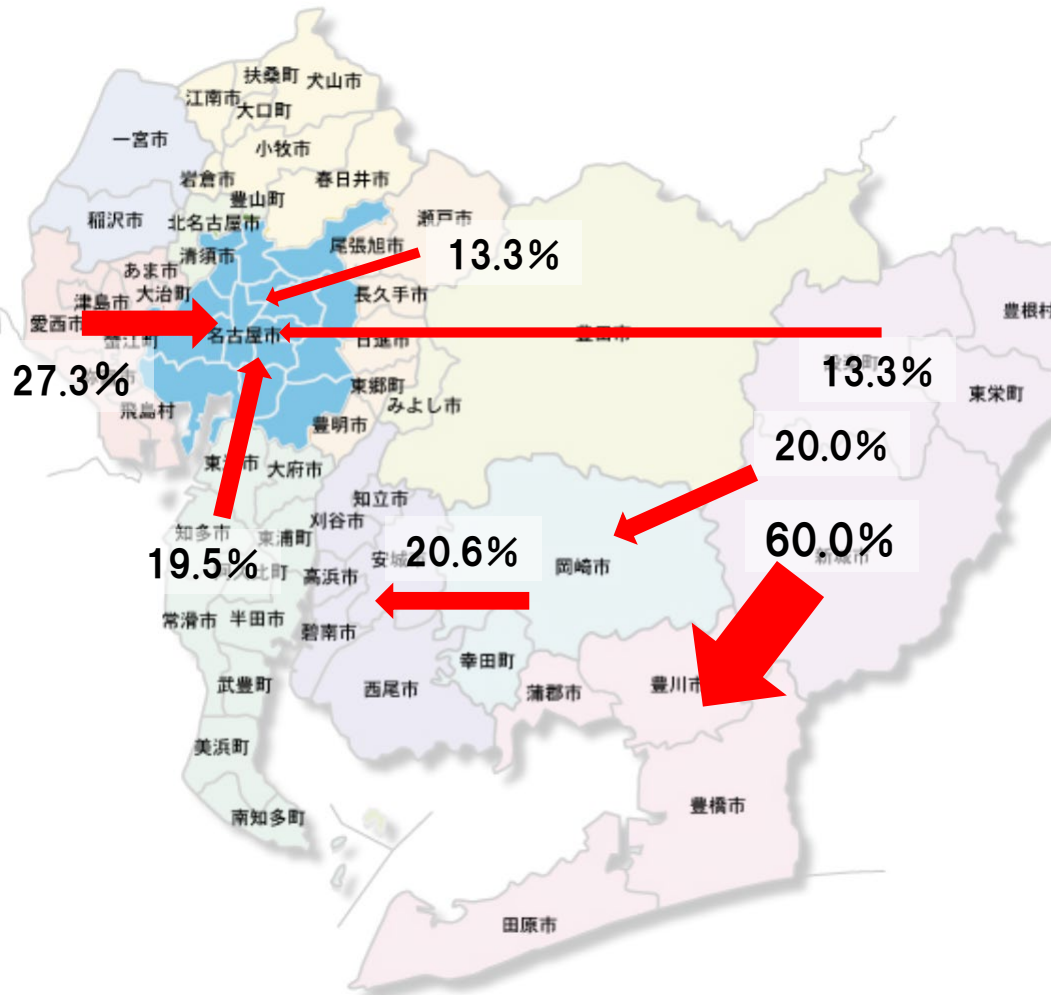 扶桑町
犬山市
江南市
大口町
一宮市
小牧市
岩倉市
春日井市
豊山町
稲沢市
北名古屋市
瀬戸市
尾張旭市
清須市
13.3%
あま市
大治町
長久手市
津島市
愛西市
名古屋市
豊田市
豊根村
蟹江町
日進市
27.3%
13.3%
東郷町
東栄町
みよし市
飛島村
豊明市
20.0%
大府市
知立市
刈谷市
知多市
東浦町
60.0%
新城市
20.6%
19.5%
高浜市
岡崎市
常滑市
半田市
碧南市
幸田町
西尾市
武豊町
蒲郡市
豊川市
美浜町
豊橋市
南知多町
田原市